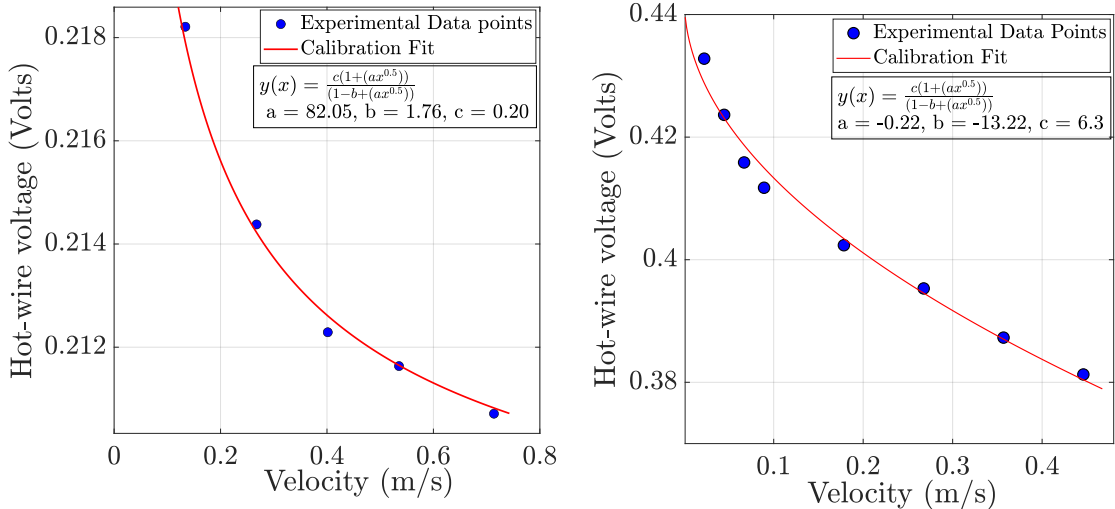 0.218
0.216
0.214
0.212
0
0.2
0.4
0.6
0.8
Hot-wire voltage (Volts)
Velocity (m/s)
Experimental Data points
Calibration Fit
y(x) = c(1+(ax^0.5)) / (1-b+(ax^0.5))
a = 82.05, b = 1.76, c = 0.20
0.44
0.42
0.4
0.38
0.1
0.2
0.3
0.4
Hot-wire voltage (Volts)
Velocity (m/s)
Experimental Data Points
Calibration Fit
y(x) = c(1+(ax^0.5)) / (1-b+(ax^0.5))
a = -0.22, b = -13.22, c = 6.3